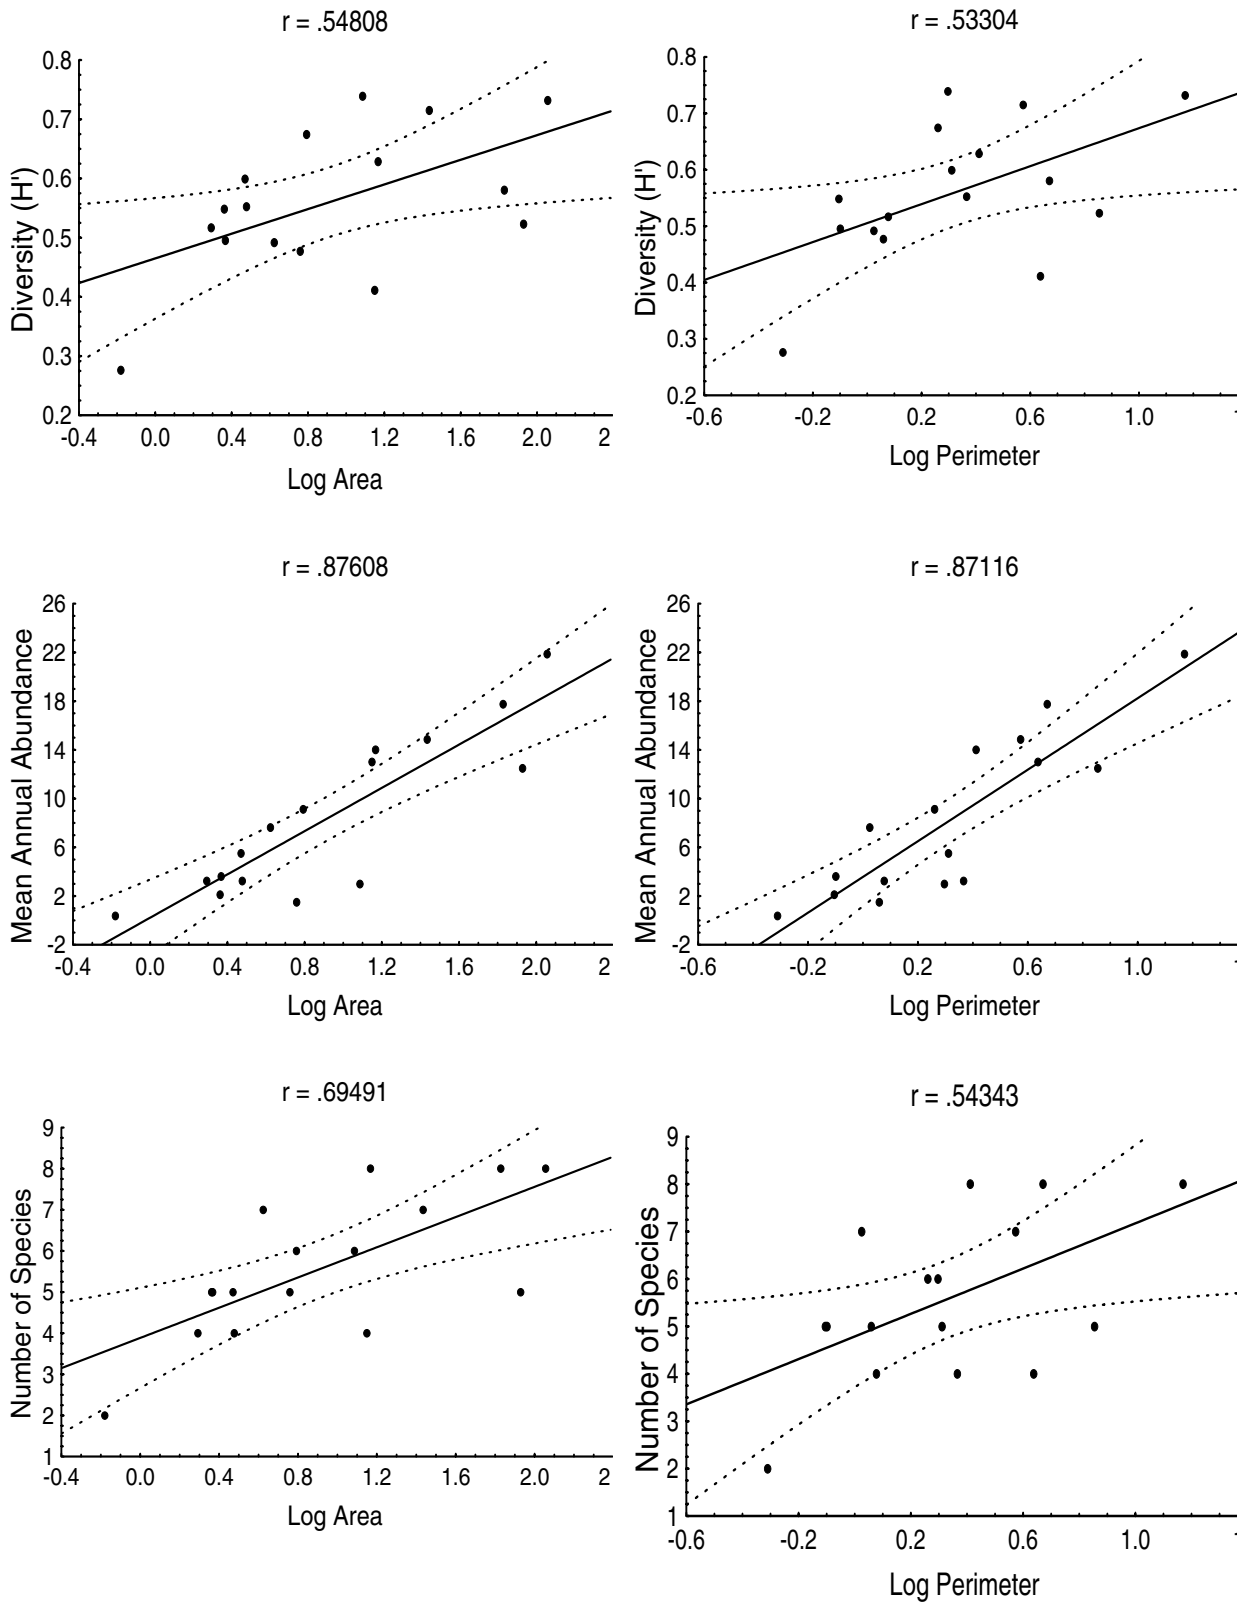 r = .54808
Diversity (H')
0.8
0.7
0.6
0.5
0.4
0.3
0.2
-0.4 0.0 0.4 0.8 1.2 1.6 2.0 2
Log Area
r = .53304
Diversity (H')
0.8
0.7
0.6
0.5
0.4
0.3
0.2
-0.6 -0.2 0.2 0.6 1.0
Log Perimeter
r = .87608
Mean Annual Abundance
26
22
18
14
10
6
2
-2
-0.4 0.0 0.4 0.8 1.2 1.6 2.0 2
Log Area
r = .87116
Mean Annual Abundance
26
22
18
14
10
6
2
-2
-0.6 -0.2 0.2 0.6 1.0
Log Perimeter
r = .69491
Number of Species
9
8
7
6
5
4
3
2
1
-0.4 0.0 0.4 0.8 1.2 1.6 2.0 2
Log Area
r = .54343
Number of Species
9
8
7
6
5
4
3
2
1
-0.6 -0.2 0.2 0.6 1.0
Log Perimeter